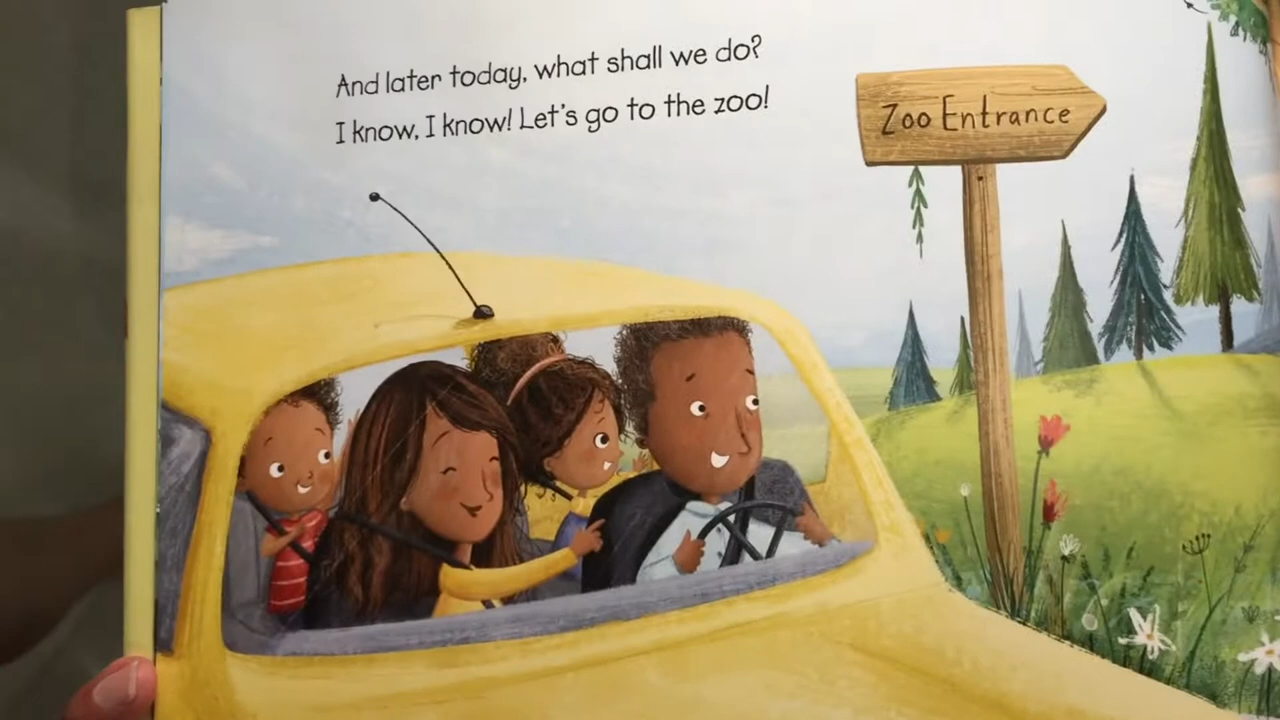 And later today, what shall we do?
I know, I know! Let's go to the zoo!
Zoo Entrance